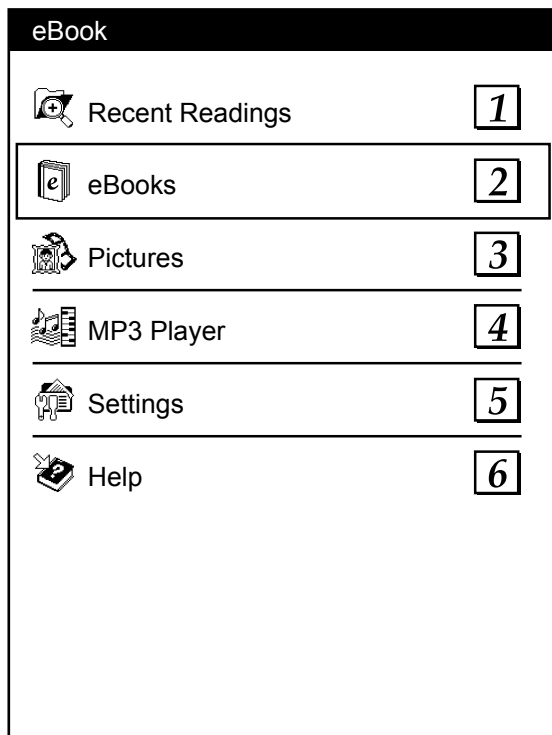 eBook
Recent Readings 1
e eBooks 2
Pictures 3
MP3 Player 4
Settings 5
? Help 6